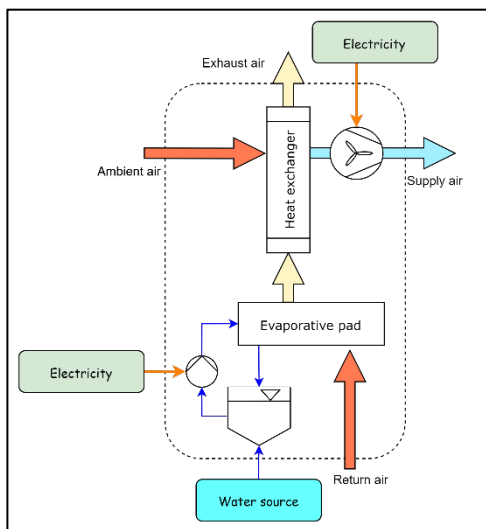 Electricity
Exhaust air
Heat exchanger
Ambient air
Supply air
Evaporative pad
Electricity
Return air
Water source